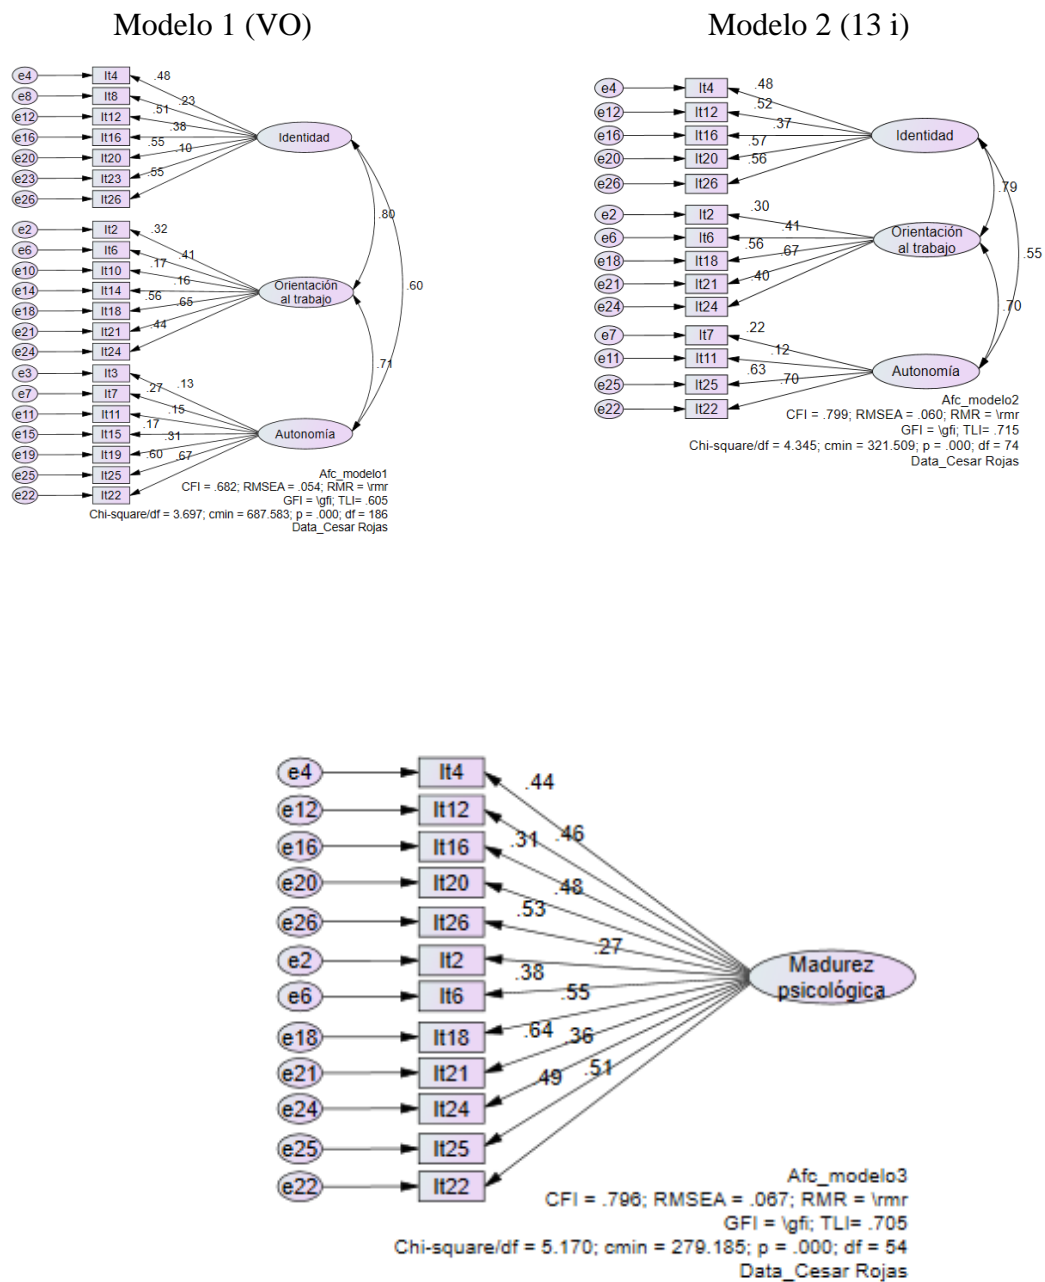 Modelo 1 (VO)
e4 It4 .48
e8 It8 .23
e12 It12 .51
e16 It16 .38
e20 It20 .55
e23 It23 .10
e26 It26 .55
Identidad
e2 It2 .32
e6 It6 .41
e10 It10 .17
e14 It14 .16
e18 It18 .56
e21 It21 .65
e24 It24 .44
Orientación
al trabajo
e3 It3 .13
e7 It7 .27
e11 It11 .15
e15 It15 .17
e19 It19 .31
e25 It25 .60
e22 It22 .67
Autonomía
.80
.60
.71
Afc_modelo1
CFI = .682; RMSEA = .054; RMR = \rmr
GFI = \gfi; TLI= .605
Chi-square/df = 3.697; cmin = 687.583; p = .000; df = 186
Data_Cesar Rojas
Modelo 2 (13 i)
e4 It4 .48
e12 It12 .52
e16 It16 .37
e20 It20 .57
e26 It26 .56
Identidad
e2 It2 .30
e6 It6 .41
e18 It18 .56
e21 It21 .67
e24 It24 .40
Orientación
al trabajo
e7 It7 .22
e11 It11 .12
e25 It25 .63
e22 It22 .70
Autonomía
.79
.55
.70
Afc_modelo2
CFI = .799; RMSEA = .060; RMR = \rmr
GFI = \gfi; TLI= .715
Chi-square/df = 4.345; cmin = 321.509; p = .000; df = 74
Data_Cesar Rojas
e4 It4 .44
e12 It12 .46
e16 It16 .31
e20 It20 .48
e26 It26 .53
e2 It2 .27
e6 It6 .38
e18 It18 .55
e21 It21 .64
e24 It24 .36
e25 It25 .49
e22 It22 .51
Madurez
psicológica
Afc_modelo3
CFI = .796; RMSEA = .067; RMR = \rmr
GFI = \gfi; TLI= .705
Chi-square/df = 5.170; cmin = 279.185; p = .000; df = 54
Data_Cesar Rojas